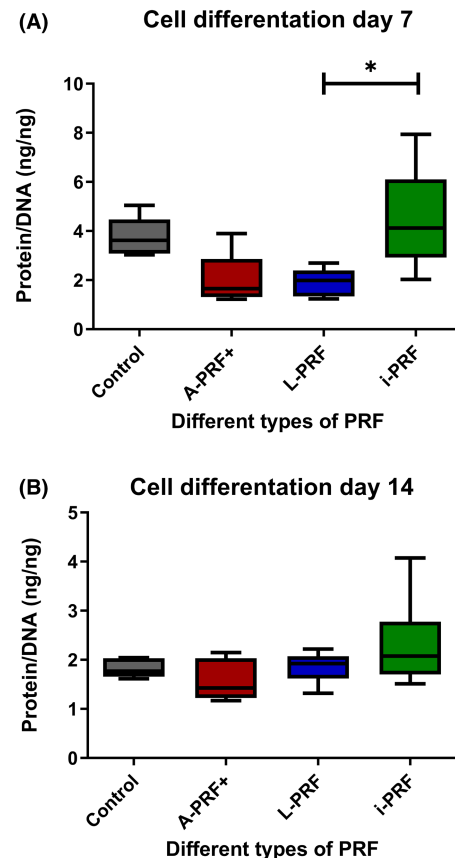 (A) Cell differentation day 7
*
Protein/DNA (ng/ng)
10
8
6
4
2
0
Control
A-PRF+
L-PRF
i-PRF
Different types of PRF
(B) Cell differentation day 14
Protein/DNA (ng/ng)
5
4
3
2
1
0
Control
A-PRF+
L-PRF
i-PRF
Different types of PRF